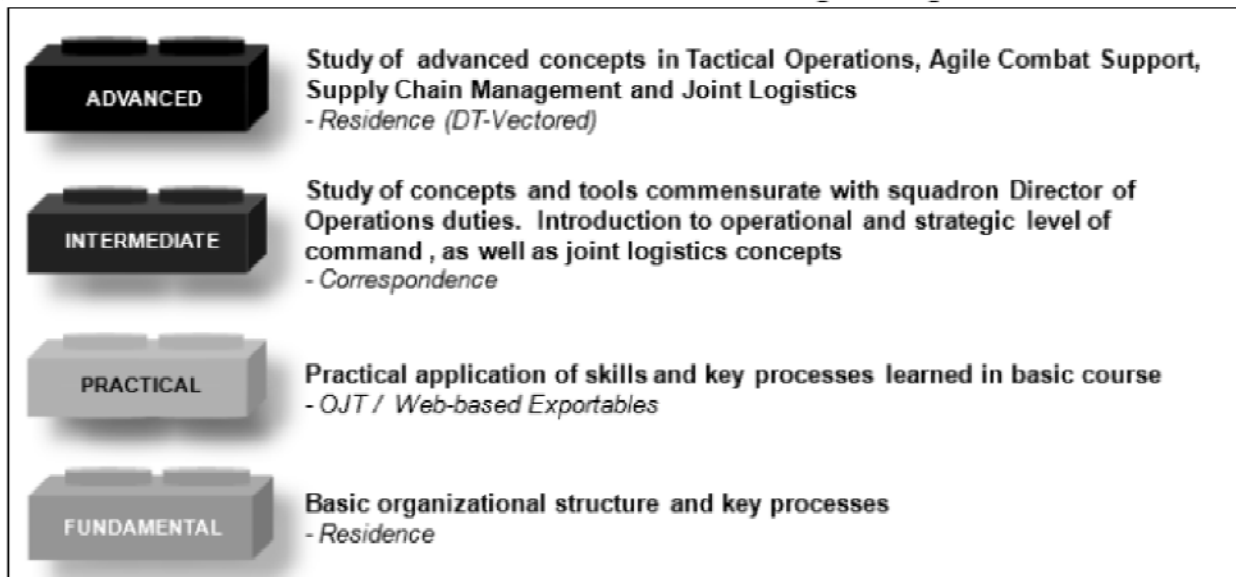 ADVANCED
Study of advanced concepts in Tactical Operations, Agile Combat Support,
Supply Chain Management and Joint Logistics
- Residence (DT-Vectored)
INTERMEDIATE
Study of concepts and tools commensurate with squadron Director of
Operations duties. Introduction to operational and strategic level of
command , as well as joint logistics concepts
- Correspondence
PRACTICAL
Practical application of skills and key processes learned in basic course
- OJT / Web-based Exportables
FUNDAMENTAL
Basic organizational structure and key processes
- Residence